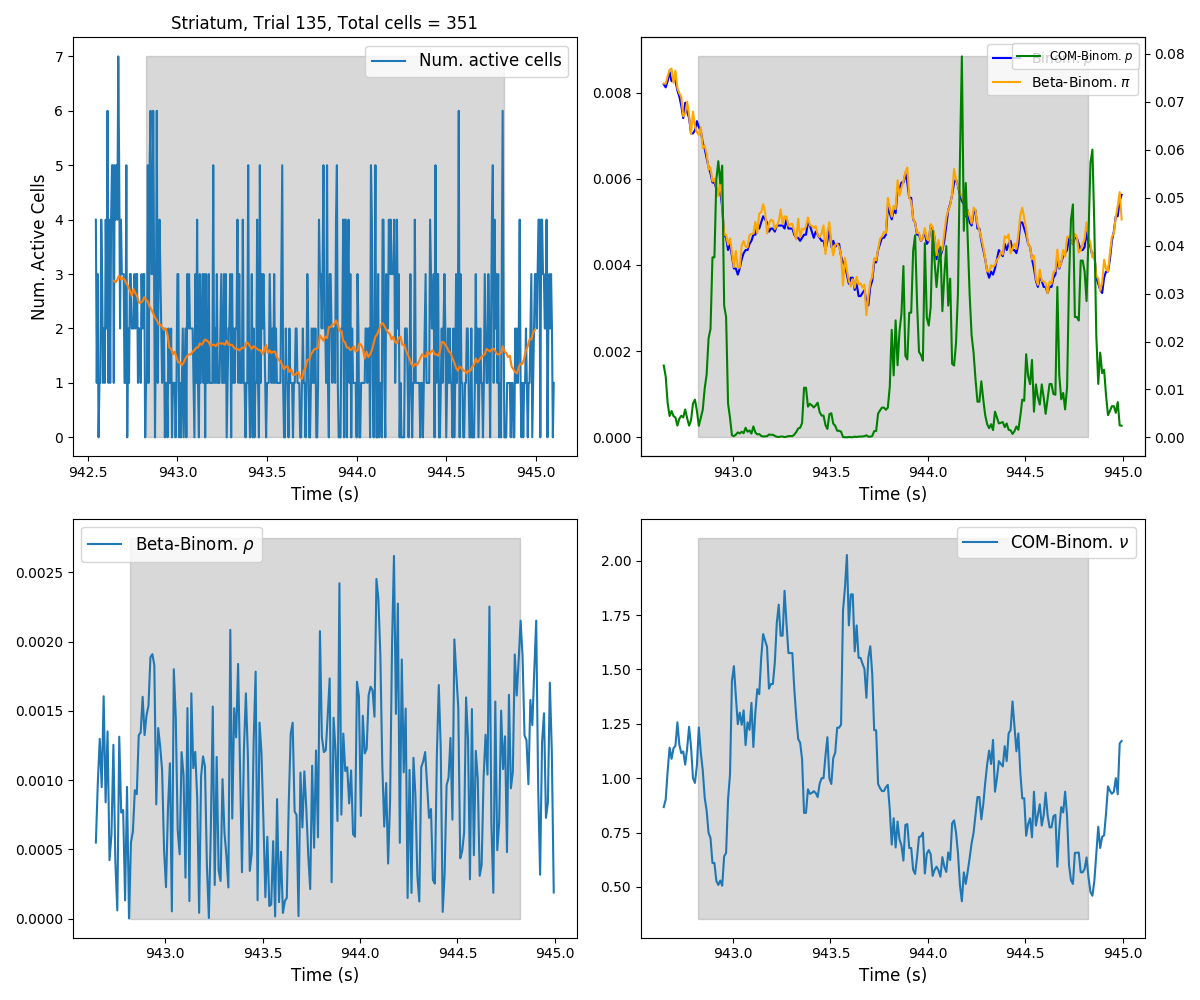 Striatum, Trial 135, Total cells = 351
Num. active cells
Num. Active Cells
7
6
5
4
3
2
1
0
942.5 943.0 943.5 944.0 944.5 945.0
Time (s)
Binom. p
COM-Binom. p
Beta-Binom. π
0.008
0.006
0.004
0.002
0.000
0.08
0.07
0.06
0.05
0.04
0.03
0.02
0.01
0.00
943.0 943.5 944.0 944.5 945.0
Time (s)
Beta-Binom. ρ
0.0025
0.0020
0.0015
0.0010
0.0005
0.0000
943.0 943.5 944.0 944.5 945.0
Time (s)
COM-Binom. ν
2.00
1.75
1.50
1.25
1.00
0.75
0.50
943.0 943.5 944.0 944.5 945.0
Time (s)